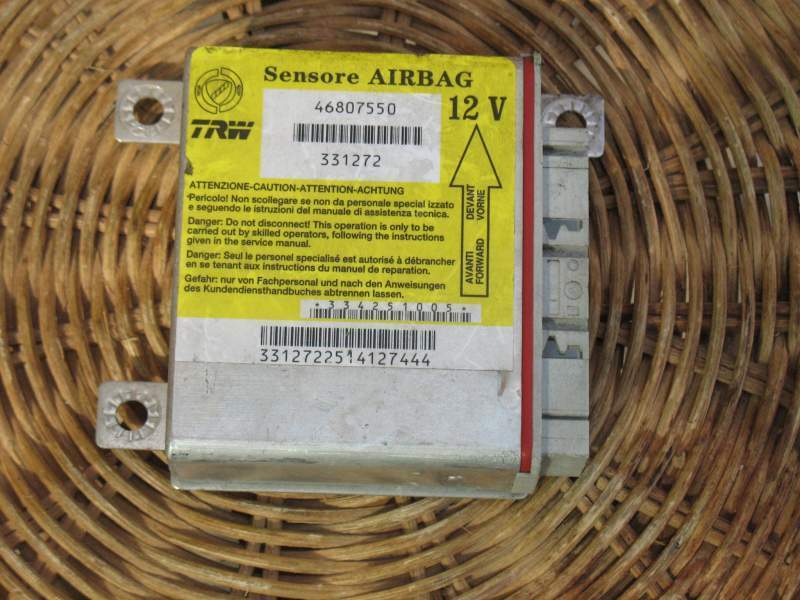 Sensore AIRBAG
46807550
12 V
TRW
331272
ATTENZIONE-CAUTION-ATTENTION-ACHTUNG
Pericolo! Non scollegare se non da personale special izzato
e seguendo le istruzioni del manuale di assistenza tecnica.
Danger: Do not disconnect! This operation is only to be
carried out by skilled operators, following the instructions
given in the service manual.
Danger: Seul le personel specialisé est autorisé à débrancher
en se tenant aux instructions du manuel de reparation.
Gefahr: nur von Fachpersonal und nach den Anweisungen
des Kundendiensthandbuches abtrennen lassen.
AVANTI DEVANT
FORWARD VORNE
*334251005*
3312722514127444